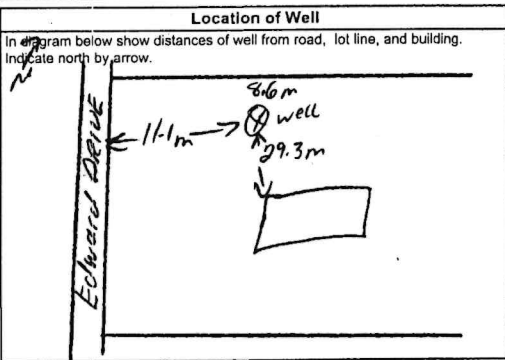 Location of Well
In diagram below show distances of well from road, lot line, and building.
Indicate north by arrow.
N
8.6m
well
11.1m
29.3m
Edward DRIVE